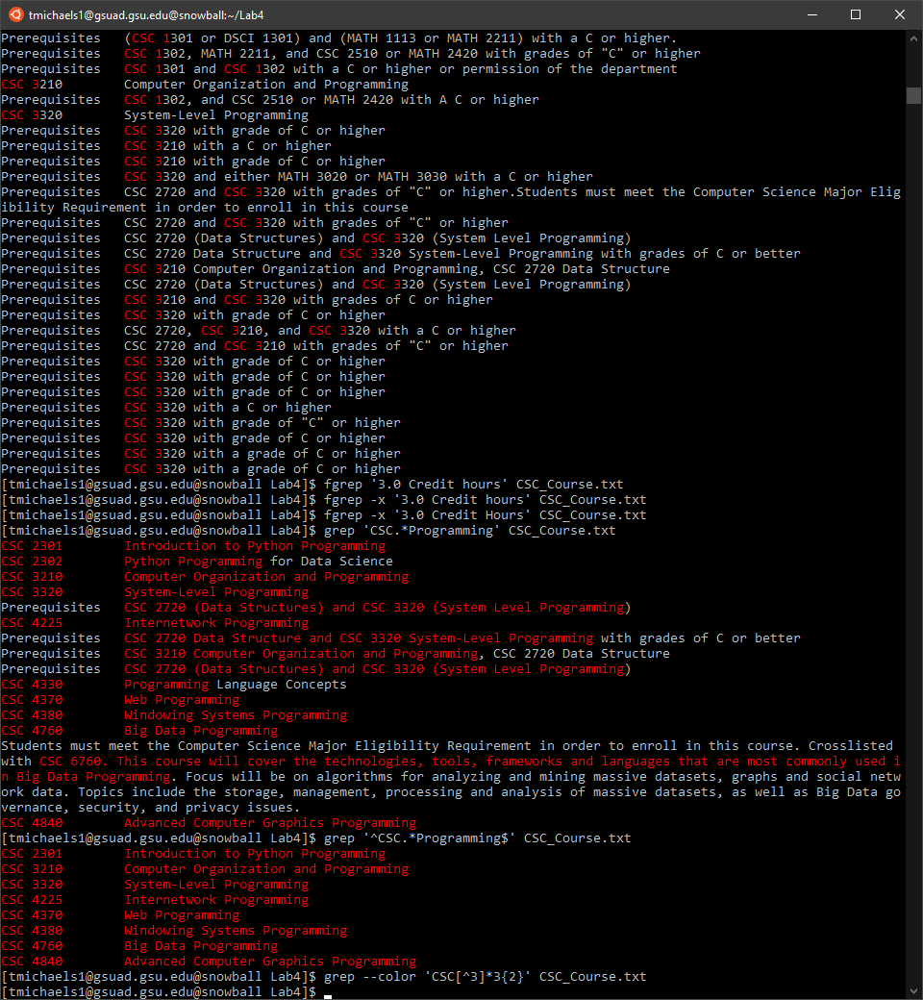 tmichaels1@gsuad.gsu.edu@snowball:~/Lab4
Prerequisites   (CSC 1301 or DSCI 1301) and (MATH 1113 or MATH 2211) with a C or higher.
Prerequisites   CSC 1302, MATH 2211, and CSC 2510 or MATH 2420 with grades of "C" or higher
Prerequisites   CSC 1301 and CSC 1302 with a C or higher or permission of the department
CSC 3210        Computer Organization and Programming
Prerequisites   CSC 1302, and CSC 2510 or MATH 2420 with A C or higher
CSC 3320        System-Level Programming
Prerequisites   CSC 3320 with grade of C or higher
Prerequisites   CSC 3210 with a C or higher
Prerequisites   CSC 3210 with grade of C or higher
Prerequisites   CSC 3320 and either MATH 3020 or MATH 3030 with a C or higher
Prerequisites   CSC 2720 and CSC 3320 with grades of "C" or higher.Students must meet the Computer Science Major Elig
ibility Requirement in order to enroll in this course
Prerequisites   CSC 2720 and CSC 3320 with grades of "C" or higher
Prerequisites   CSC 2720 (Data Structures) and CSC 3320 (System Level Programming)
Prerequisites   CSC 2720 Data Structure and CSC 3320 System-Level Programming with grades of C or better
Prerequisites   CSC 3210 Computer Organization and Programming, CSC 2720 Data Structure
Prerequisites   CSC 2720 (Data Structures) and CSC 3320 (System Level Programming)
Prerequisites   CSC 3210 and CSC 3320 with grades of C or higher
Prerequisites   CSC 3320 with grade of C or higher
Prerequisites   CSC 2720, CSC 3210, and CSC 3320 with a C or higher
Prerequisites   CSC 2720 and CSC 3210 with grades of "C" or higher
Prerequisites   CSC 3320 with grade of C or higher
Prerequisites   CSC 3320 with grade of C or higher
Prerequisites   CSC 3320 with grade of C or higher
Prerequisites   CSC 3320 with a C or higher
Prerequisites   CSC 3320 with grade of "C" or higher
Prerequisites   CSC 3320 with grade of C or higher
Prerequisites   CSC 3320 with a grade of C or higher
Prerequisites   CSC 3320 with a grade of C or higher
[tmichaels1@gsuad.gsu.edu@snowball Lab4]$ fgrep '3.0 Credit hours' CSC_Course.txt
[tmichaels1@gsuad.gsu.edu@snowball Lab4]$ fgrep -x '3.0 Credit hours' CSC_Course.txt
[tmichaels1@gsuad.gsu.edu@snowball Lab4]$ fgrep -x '3.0 Credit Hours' CSC_Course.txt
[tmichaels1@gsuad.gsu.edu@snowball Lab4]$ grep 'CSC.*Programming' CSC_Course.txt
CSC 2301        Introduction to Python Programming
CSC 2302        Python Programming for Data Science
CSC 3210        Computer Organization and Programming
CSC 3320        System-Level Programming
Prerequisites   CSC 2720 (Data Structures) and CSC 3320 (System Level Programming)
CSC 4225        Internetwork Programming
Prerequisites   CSC 2720 Data Structure and CSC 3320 System-Level Programming with grades of C or better
Prerequisites   CSC 3210 Computer Organization and Programming, CSC 2720 Data Structure
Prerequisites   CSC 2720 (Data Structures) and CSC 3320 (System Level Programming)
CSC 4330        Programming Language Concepts
CSC 4370        Web Programming
CSC 4380        Windowing Systems Programming
CSC 4760        Big Data Programming
Students must meet the Computer Science Major Eligibility Requirement in order to enroll in this course. Crosslisted
with CSC 6760. This course will cover the technologies, tools, frameworks and languages that are most commonly used i
n Big Data Programming. Focus will be on algorithms for analyzing and mining massive datasets, graphs and social netw
ork data. Topics include the storage, management, processing and analysis of massive datasets, as well as Big Data go
vernance, security, and privacy issues.
CSC 4840        Advanced Computer Graphics Programming
[tmichaels1@gsuad.gsu.edu@snowball Lab4]$ grep '^CSC.*Programming$' CSC_Course.txt
CSC 2301        Introduction to Python Programming
CSC 3210        Computer Organization and Programming
CSC 3320        System-Level Programming
CSC 4225        Internetwork Programming
CSC 4370        Web Programming
CSC 4380        Windowing Systems Programming
CSC 4760        Big Data Programming
CSC 4840        Advanced Computer Graphics Programming
[tmichaels1@gsuad.gsu.edu@snowball Lab4]$ grep --color 'CSC[^3]*3{2}' CSC_Course.txt
[tmichaels1@gsuad.gsu.edu@snowball Lab4]$